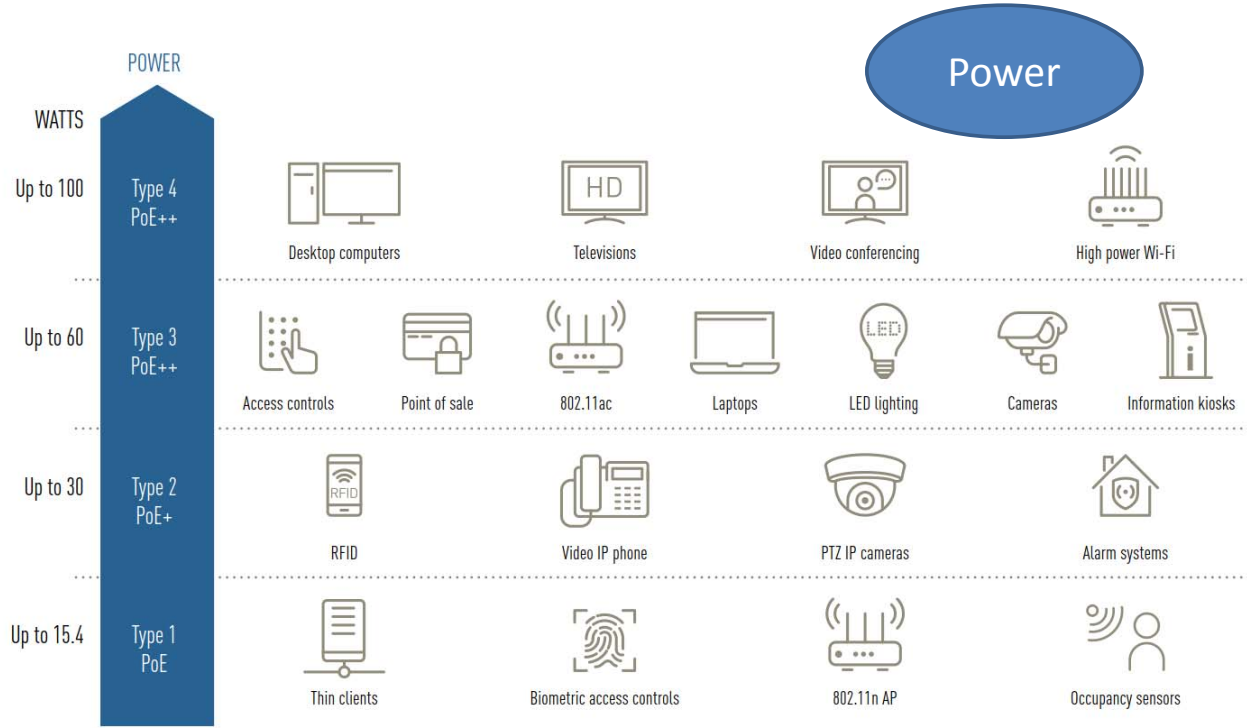 Power
POWER
WATTS
Up to 100
Type 4
PoE++
HD
Desktop computers
Televisions
Video conferencing
High power Wi-Fi
Up to 60
Type 3
PoE++
LED
i
Access controls
Point of sale
802.11ac
Laptops
LED lighting
Cameras
Information kiosks
Up to 30
Type 2
PoE+
RFID
RFID
Video IP phone
PTZ IP cameras
Alarm systems
Up to 15.4
Type 1
PoE
Thin clients
Biometric access controls
802.11n AP
Occupancy sensors